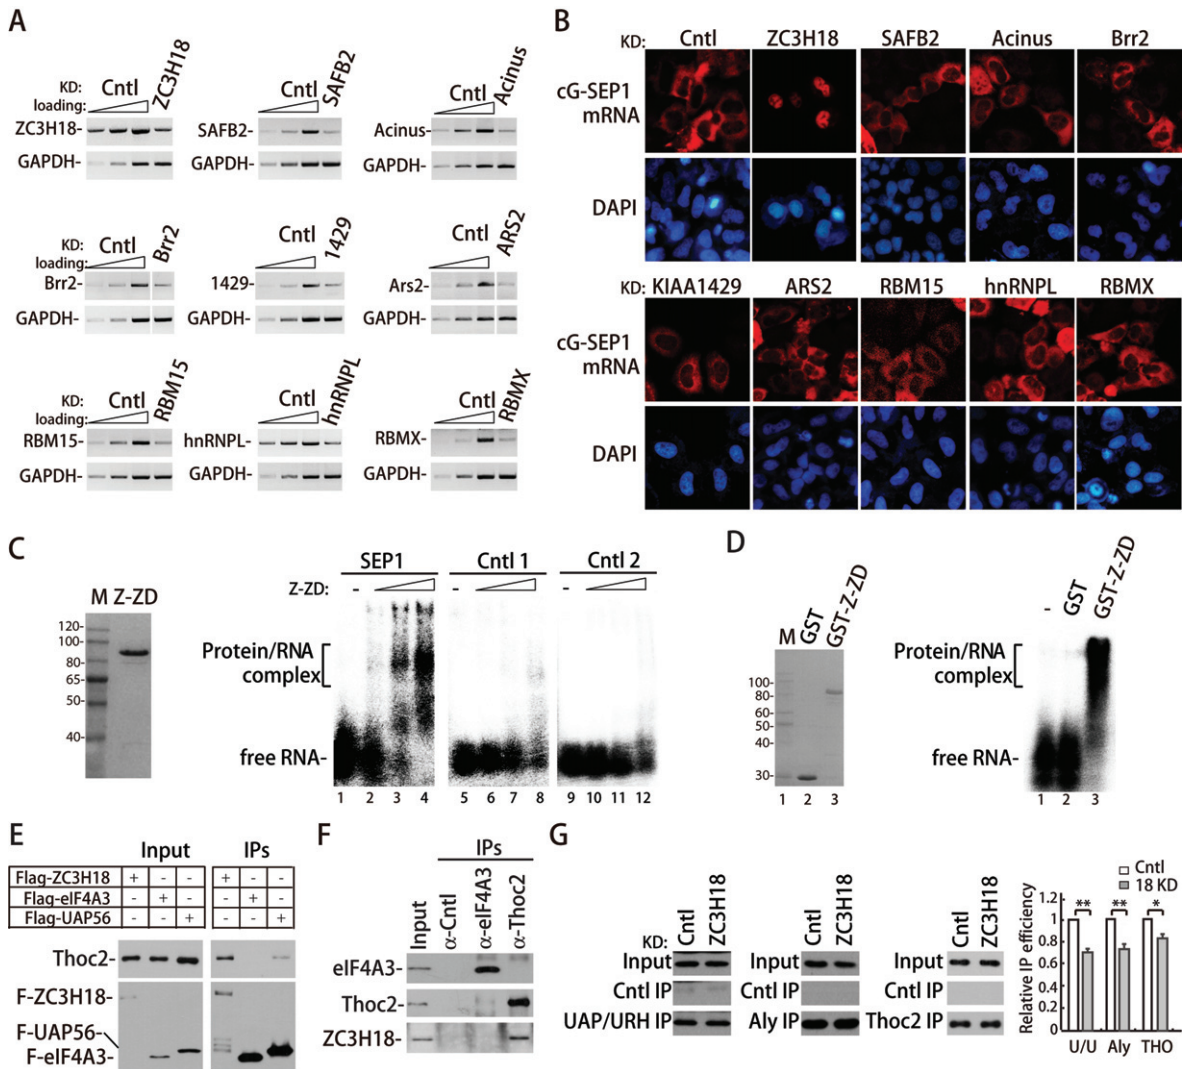 A
KD: Cntl ZC3H18
loading:
ZC3H18-
GAPDH-
Cntl SAFB2
SAFB2-
GAPDH-
Cntl Acinus
Acinus-
GAPDH-
KD: Cntl Brr2
loading:
Brr2-
GAPDH-
Cntl 1429
1429-
GAPDH-
Cntl ARS2
Ars2-
GAPDH-
KD: Cntl RBM15
loading:
RBM15-
GAPDH-
Cntl hnRNPL
hnRNPL-
GAPDH-
Cntl RBMX
RBMX-
GAPDH-
B
KD: Cntl ZC3H18 SAFB2 Acinus Brr2
cG-SEP1
mRNA
DAPI
KD: KIAA1429 ARS2 RBM15 hnRNPL RBMX
cG-SEP1
mRNA
DAPI
C
M Z-ZD
120-
100-
80-
65-
50-
40-
SEP1 Cntl 1 Cntl 2
Z-ZD: - - -
Protein/RNA
complex
free RNA-
1 2 3 4 5 6 7 8 9 10 11 12
D
M GST GST-Z-ZD
100-
80-
60-
50-
40-
30-
1 2 3
- GST GST-Z-ZD
Protein/RNA
complex
free RNA-
1 2 3
E
Input IPs
Flag-ZC3H18 + - - + - -
Flag-eIF4A3 - + - - + -
Flag-UAP56 - - + - - +
Thoc2-
F-ZC3H18-
F-UAP56-
F-eIF4A3-
F
IPs
Input α-Cntl α-eIF4A3 α-Thoc2
eIF4A3-
Thoc2-
ZC3H18-
G
KD: Cntl ZC3H18
Input
Cntl IP
UAP/URH IP
Cntl ZC3H18
Input
Cntl IP
Aly IP
Cntl ZC3H18
Input
Cntl IP
Thoc2 IP
Cntl
18 KD
Relative IP efficiency
1.2
1
0.8
0.6
0.4
0.2
0
** ** *
U/U Aly THO